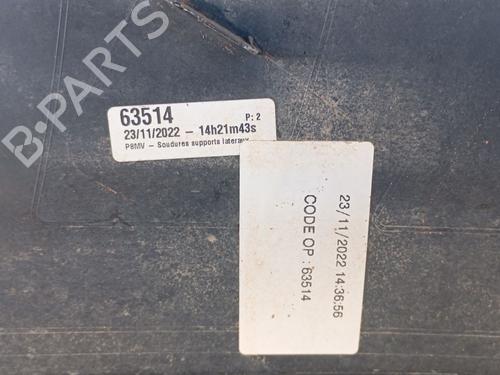 63514 P: 2
23/11/2022 – 14h21m43s
P8MV – Soudures supports lateraux
23/11/2022 14:36:56
CODE OP : 63514
B-PARTS